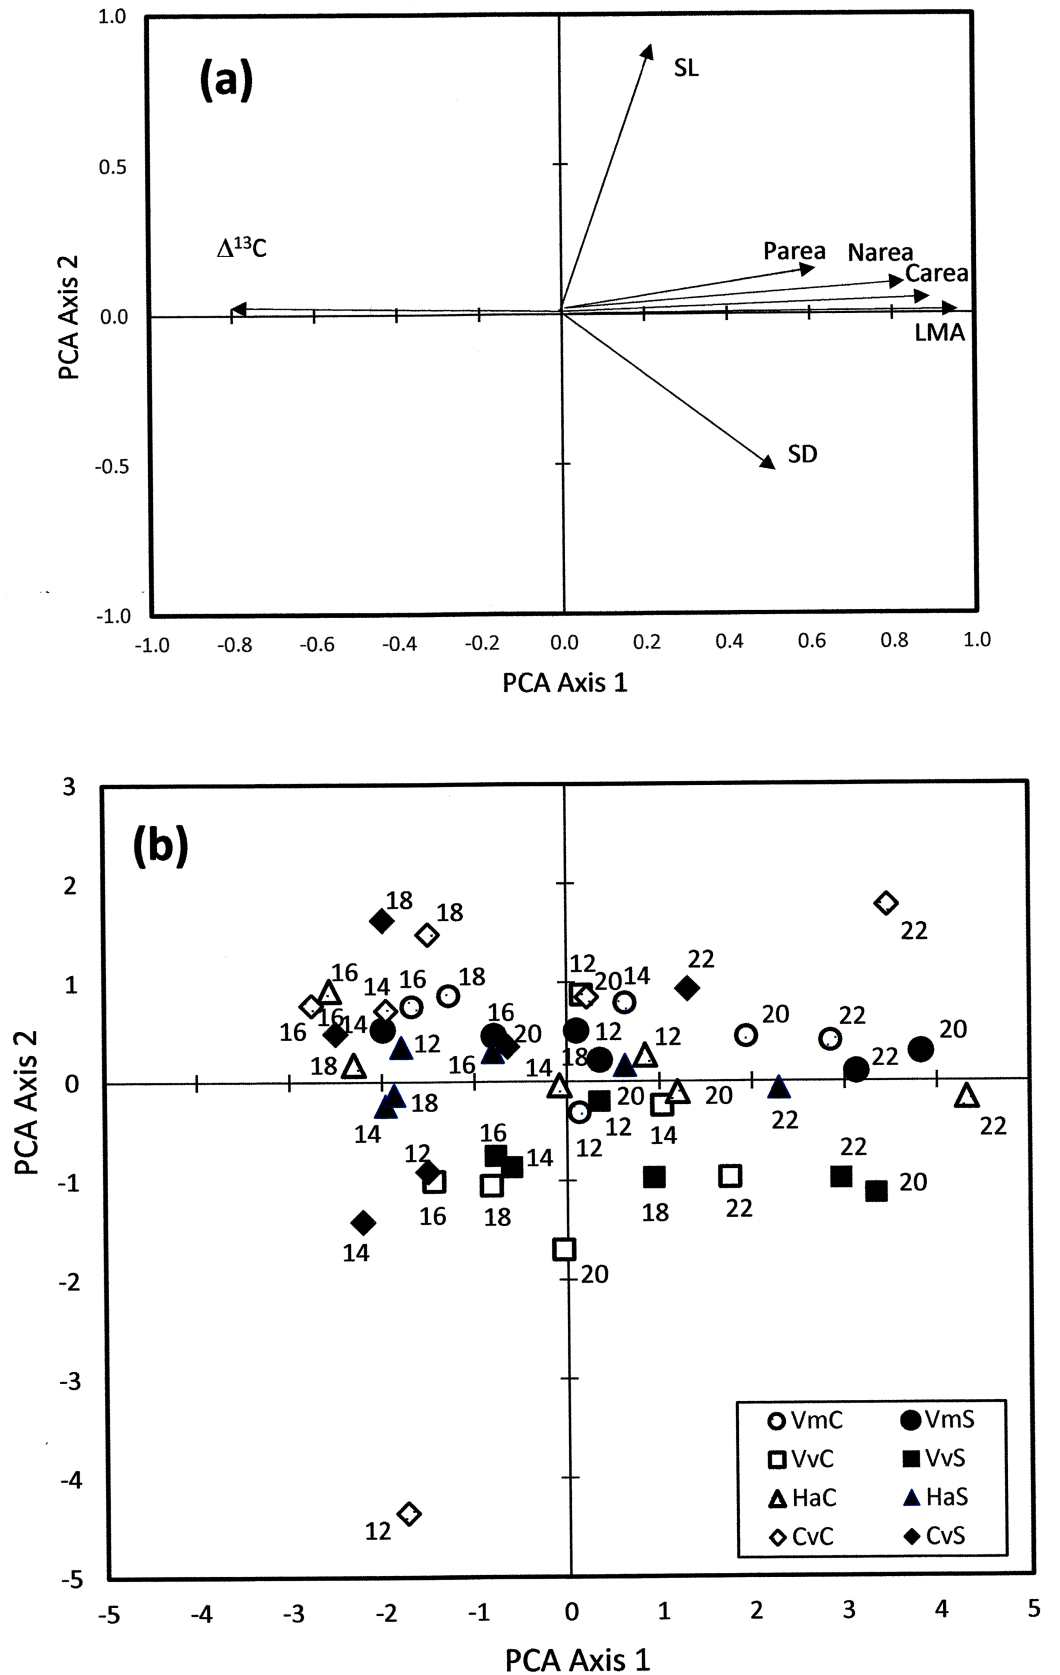 1.0
(a)
SL
0.5
Δ13C
Parea Narea
Carea
0.0
LMA
PCA Axis 2
SD
-0.5
-1.0
-1.0 -0.8 -0.6 -0.4 -0.2 0.0 0.2 0.4 0.6 0.8 1.0
PCA Axis 1
3
(b)
2
18 18
22
22
16 14 16 18 12 20 14
1
20 22 20
16 16 14 12 16 20 12 12
18 16 14 18 22
0
18 20 20
14 12 14 22 22
PCA Axis 2
12 16 14 12 22
20
-1
16 18 18 22
14
20
-2
-3
-4
12
-5
VmC VmS
VvC VvS
HaC HaS
CvC CvS
-5 -4 -3 -2 -1 0 1 2 3 4 5
PCA Axis 1